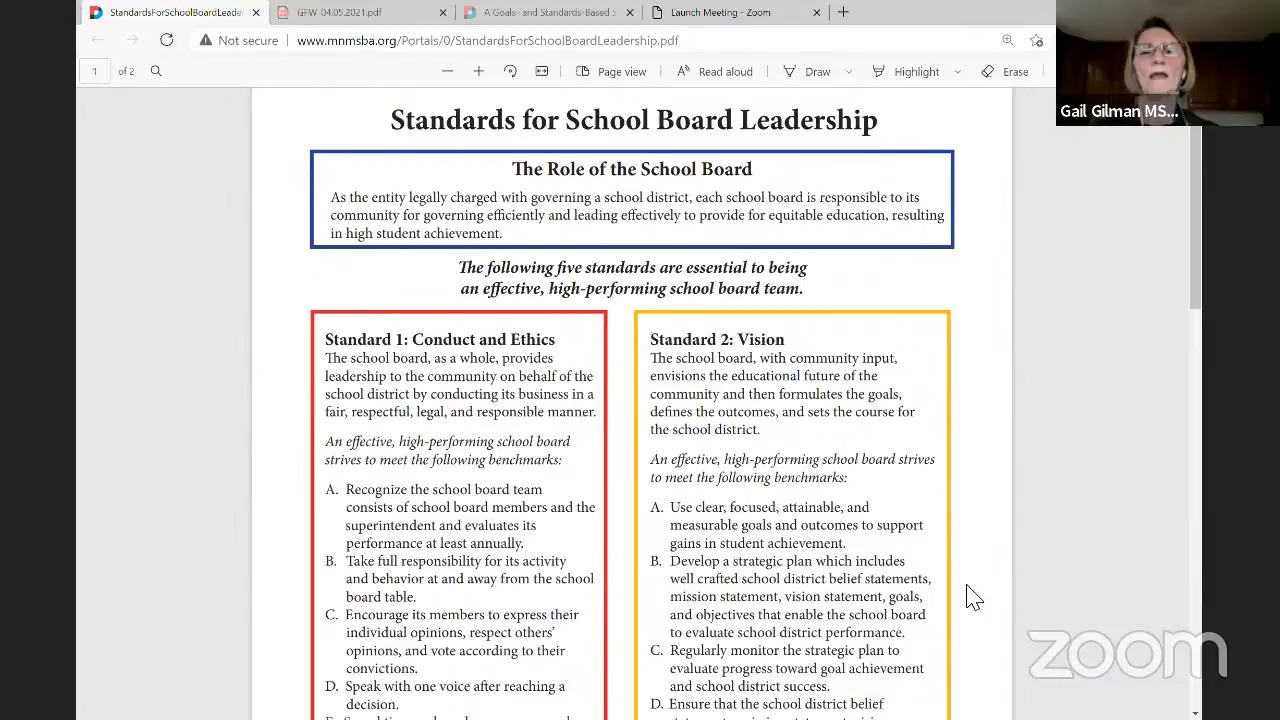 StandardsForSchoolBoardLeader
GFW 04.05.2021.pdf
A Goals- and Standards-Based S
Launch Meeting - Zoom
Not secure
www.mnmsba.org/Portals/0/StandardsForSchoolBoardLeadership.pdf
1 of 2
Page view
Read aloud
Draw
Highlight
Erase
Gail Gilman MS...
Standards for School Board Leadership
The Role of the School Board
As the entity legally charged with governing a school district, each school board is responsible to its
community for governing efficiently and leading effectively to provide for equitable education, resulting
in high student achievement.
The following five standards are essential to being
an effective, high-performing school board team.
Standard 1: Conduct and Ethics
The school board, as a whole, provides
leadership to the community on behalf of the
school district by conducting its business in a
fair, respectful, legal, and responsible manner.
An effective, high-performing school board
strives to meet the following benchmarks:
A. Recognize the school board team
consists of school board members and the
superintendent and evaluates its
performance at least annually.
B. Take full responsibility for its activity
and behavior at and away from the school
board table.
C. Encourage its members to express their
individual opinions, respect others'
opinions, and vote according to their
convictions.
D. Speak with one voice after reaching a
decision.
Standard 2: Vision
The school board, with community input,
envisions the educational future of the
community and then formulates the goals,
defines the outcomes, and sets the course for
the school district.
An effective, high-performing school board strives
to meet the following benchmarks:
A. Use clear, focused, attainable, and
measurable goals and outcomes to support
gains in student achievement.
B. Develop a strategic plan which includes
well crafted school district belief statements,
mission statement, vision statement, goals,
and objectives that enable the school board
to evaluate school district performance.
C. Regularly monitor the strategic plan to
evaluate progress toward goal achievement
and school district success.
D. Ensure that the school district belief
zoom